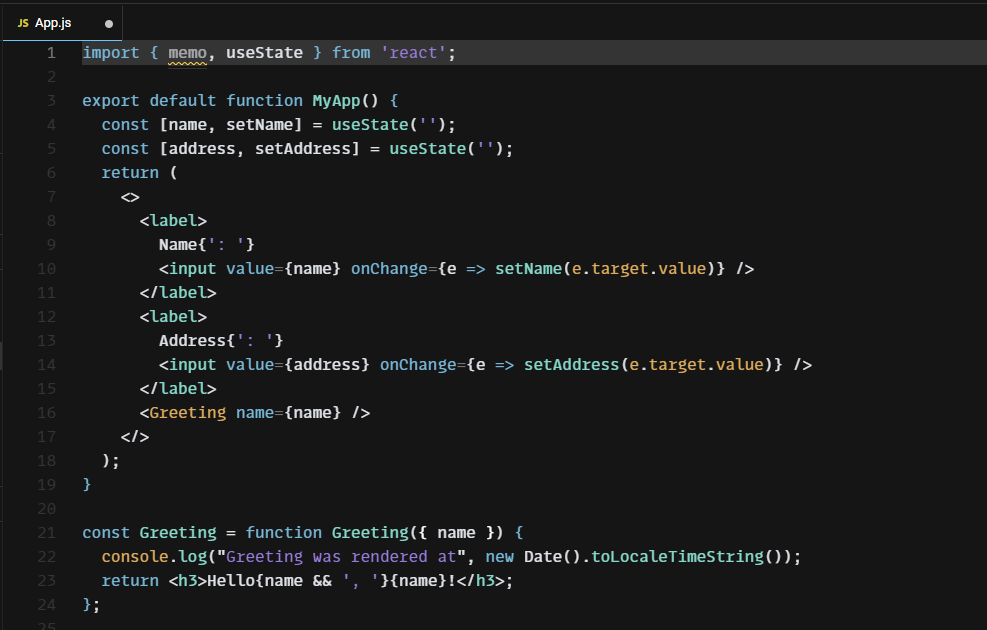 JS App.js
1 import { memo, useState } from 'react';
2
3 export default function MyApp() {
4   const [name, setName] = useState('');
5   const [address, setAddress] = useState('');
6   return (
7     <>
8       <label>
9         Name{': '}
10         <input value={name} onChange={e => setName(e.target.value)} />
11       </label>
12       <label>
13         Address{': '}
14         <input value={address} onChange={e => setAddress(e.target.value)} />
15       </label>
16       <Greeting name={name} />
17     </>
18   );
19 }
20
21 const Greeting = function Greeting({ name }) {
22   console.log("Greeting was rendered at", new Date().toLocaleTimeString());
23   return <h3>Hello{name && ', '}{name}!</h3>;
24 };
25